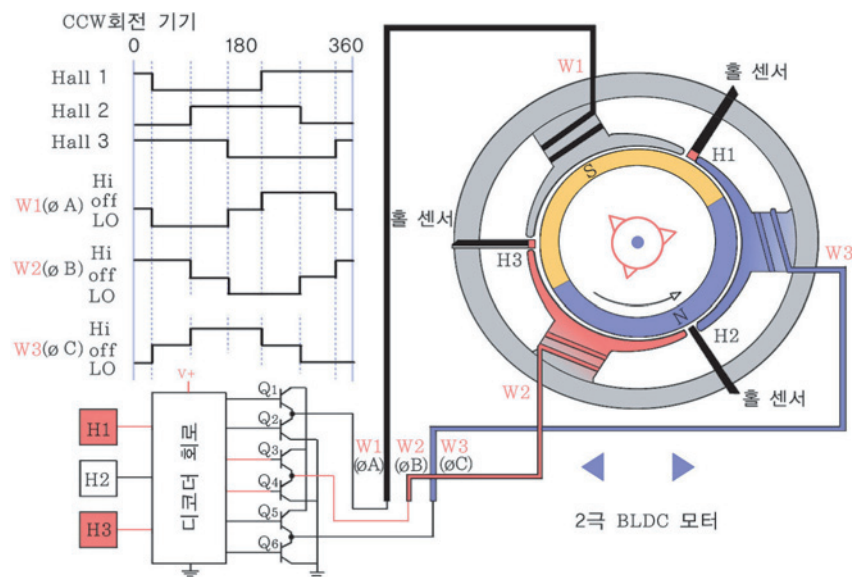 CCW회전 기기
0 180 360
Hall 1
Hall 2
Hall 3
W1(ø A)
Hi
off
LO
W2(ø B)
Hi
off
LO
W3(ø C)
Hi
off
LO
V+
H1
H2
H3
디코더 회로
Q1
Q2
Q3
Q4
Q5
Q6
W1
(øA)
W2
(øB)
W3
(øC)
W1
홀 센서
H1
S
홀 센서
H3
W3
N
H2
W2
홀 센서
2극 BLDC 모터